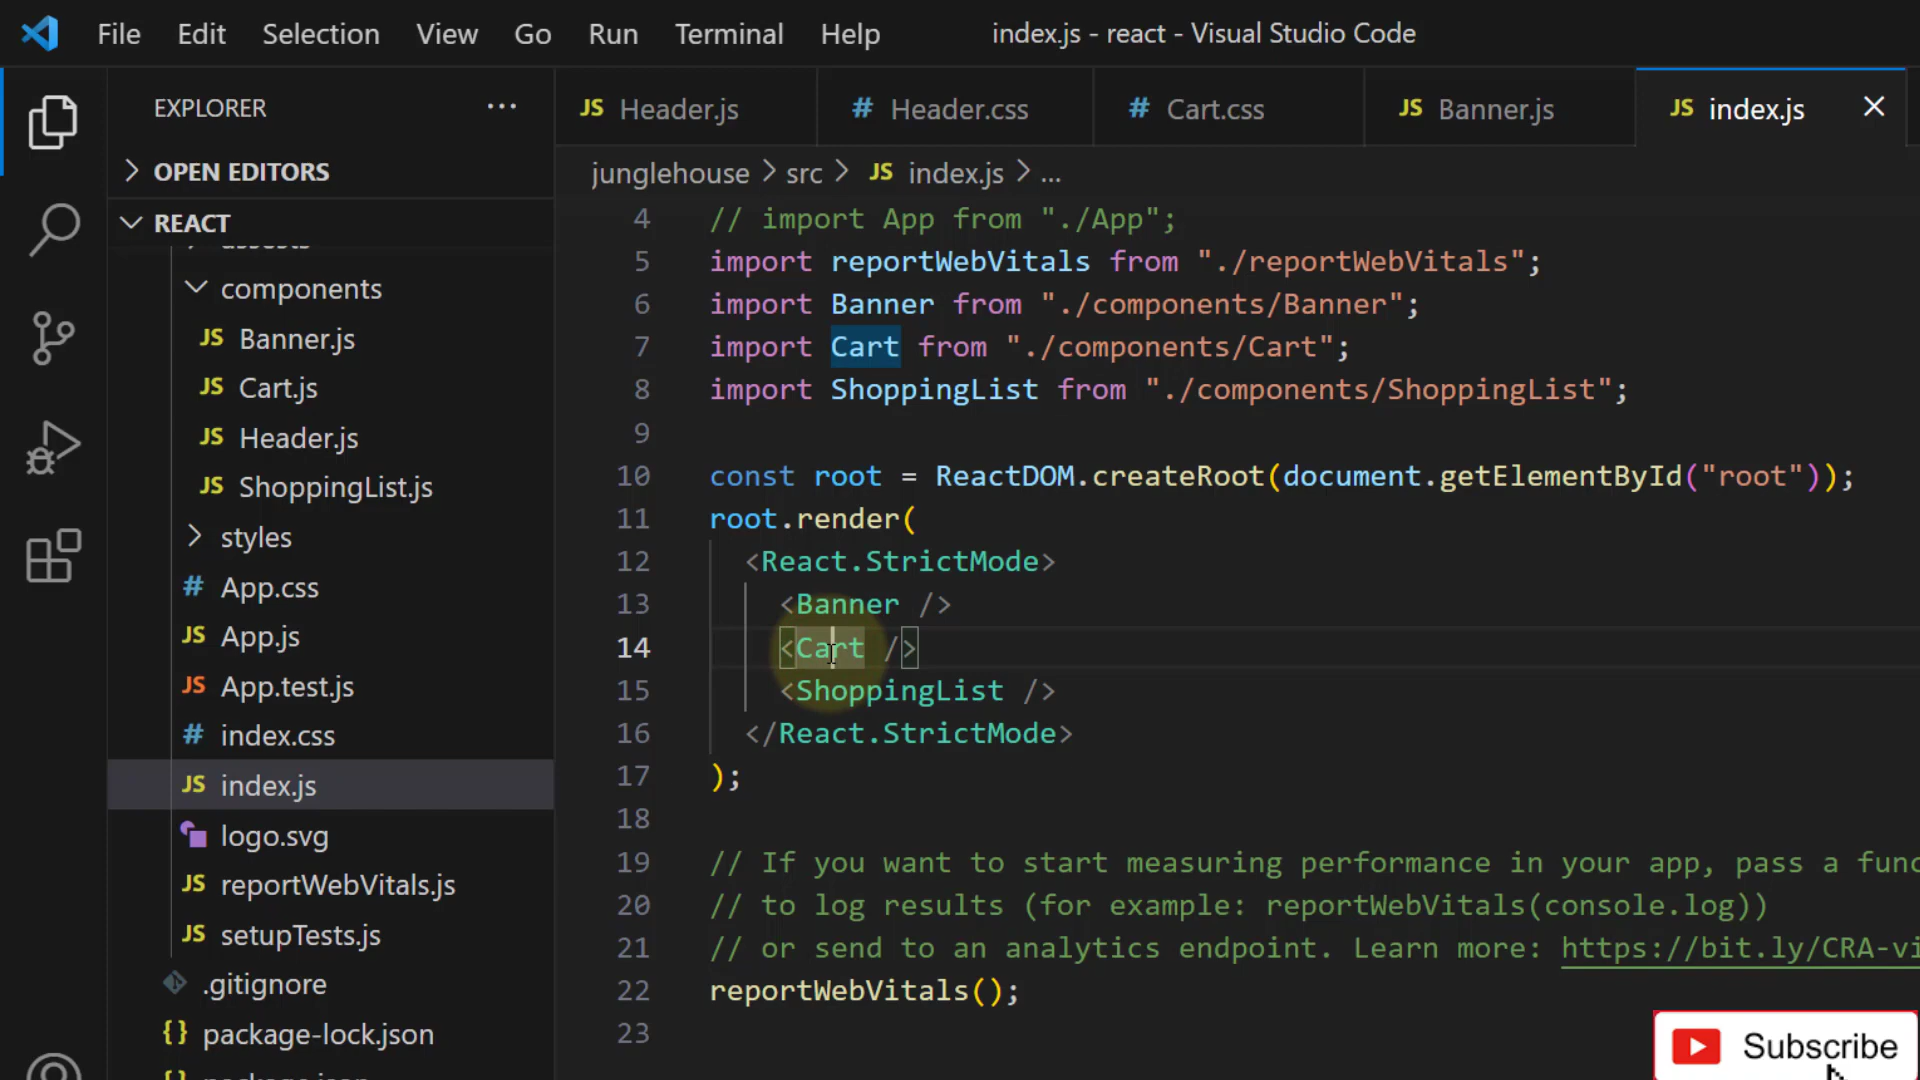 File Edit Selection View Go Run Terminal Help index.js - react - Visual Studio Code
EXPLORER ...
JS Header.js # Header.css # Cart.css JS Banner.js JS index.js
OPEN EDITORS
REACT
components
JS Banner.js
JS Cart.js
JS Header.js
JS ShoppingList.js
styles
# App.css
JS App.js
JS App.test.js
# index.css
JS index.js
logo.svg
JS reportWebVitals.js
JS setupTests.js
.gitignore
{} package-lock.json
junglehouse > src > JS index.js > ...
4 // import App from "./App";
5 import reportWebVitals from "./reportWebVitals";
6 import Banner from "./components/Banner";
7 import Cart from "./components/Cart";
8 import ShoppingList from "./components/ShoppingList";
9
10 const root = ReactDOM.createRoot(document.getElementById("root"));
11 root.render(
12 <React.StrictMode>
13 <Banner />
14 <Cart />
15 <ShoppingList />
16 </React.StrictMode>
17 );
18
19 // If you want to start measuring performance in your app, pass a func
20 // to log results (for example: reportWebVitals(console.log))
21 // or send to an analytics endpoint. Learn more: https://bit.ly/CRA-vi
22 reportWebVitals();
23
Subscribe